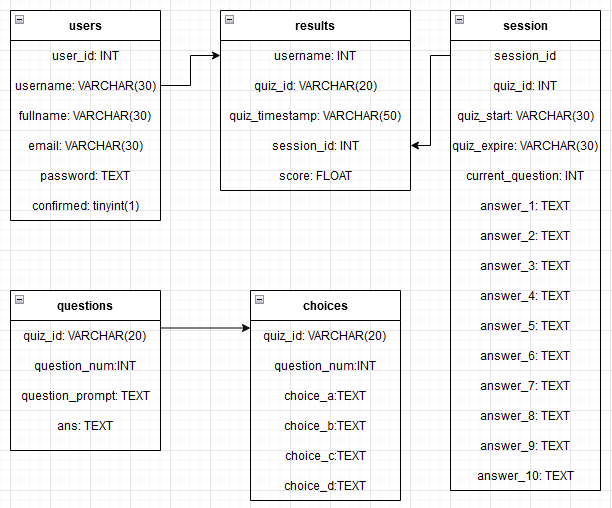 users
user_id: INT
username: VARCHAR(30)
fullname: VARCHAR(30)
email: VARCHAR(30)
password: TEXT
confirmed: tinyint(1)
results
username: INT
quiz_id: VARCHAR(20)
quiz_timestamp: VARCHAR(50)
session_id: INT
score: FLOAT
session
session_id
quiz_id: INT
quiz_start: VARCHAR(30)
quiz_expire: VARCHAR(30)
current_question: INT
answer_1: TEXT
answer_2: TEXT
answer_3: TEXT
answer_4: TEXT
answer_5: TEXT
answer_6: TEXT
answer_7: TEXT
answer_8: TEXT
answer_9: TEXT
answer_10: TEXT
questions
quiz_id: VARCHAR(20)
question_num:INT
question_prompt: TEXT
ans: TEXT
choices
quiz_id: VARCHAR(20)
question_num:INT
choice_a:TEXT
choice_b:TEXT
choice_c:TEXT
choice_d:TEXT